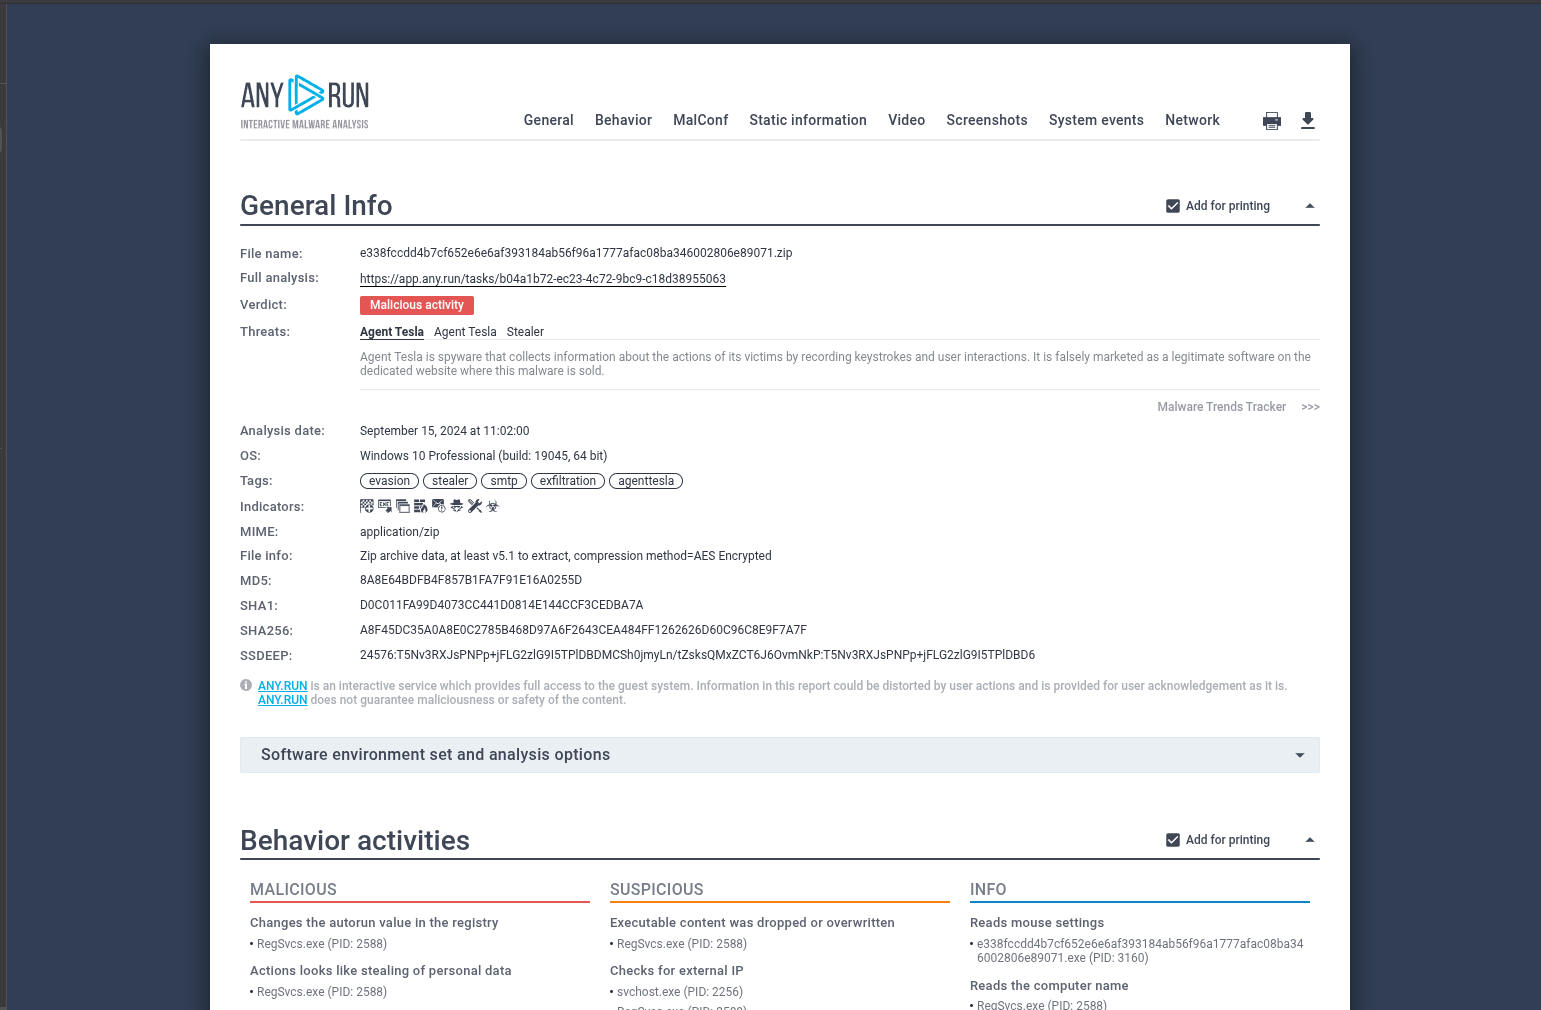 ANY RUN
INTERACTIVE MALWARE ANALYSIS
General Behavior MalConf Static information Video Screenshots System events Network
General Info
Add for printing
File name: e338fccdd4b7cf652e6e6af393184ab56f96a1777afac08ba346002806e89071.zip
Full analysis: https://app.any.run/tasks/b04a1b72-ec23-4c72-9bc9-c18d38955063
Verdict: Malicious activity
Threats: Agent Tesla Agent Tesla Stealer
Agent Tesla is spyware that collects information about the actions of its victims by recording keystrokes and user interactions. It is falsely marketed as a legitimate software on the
dedicated website where this malware is sold.
Malware Trends Tracker >>>
Analysis date: September 15, 2024 at 11:02:00
OS: Windows 10 Professional (build: 19045, 64 bit)
Tags: evasion stealer smtp exfiltration agenttesla
Indicators:
MIME: application/zip
File info: Zip archive data, at least v5.1 to extract, compression method=AES Encrypted
MD5: 8A8E64BDFB4F857B1FA7F91E16A0255D
SHA1: D0C011FA99D4073CC441D0814E144CCF3CEDBA7A
SHA256: A8F45DC35A0A8E0C2785B468D97A6F2643CEA484FF1262626D60C96C8E9F7A7F
SSDEEP: 24576:T5Nv3RXJsPNPp+jFLG2zlG9I5TPlDBDMCSh0jmyLn/tZsksQMxZCT6J6OvmNkP:T5Nv3RXJsPNPp+jFLG2zlG9I5TPlDBD6
ANY.RUN is an interactive service which provides full access to the guest system. Information in this report could be distorted by user actions and is provided for user acknowledgement as it is.
ANY.RUN does not guarantee maliciousness or safety of the content.
Software environment set and analysis options
Behavior activities
Add for printing
MALICIOUS
Changes the autorun value in the registry
• RegSvcs.exe (PID: 2588)
Actions looks like stealing of personal data
• RegSvcs.exe (PID: 2588)
SUSPICIOUS
Executable content was dropped or overwritten
• RegSvcs.exe (PID: 2588)
Checks for external IP
• svchost.exe (PID: 2256)
INFO
Reads mouse settings
• e338fccdd4b7cf652e6e6af393184ab56f96a1777afac08ba34
6002806e89071.exe (PID: 3160)
Reads the computer name
• RegSvcs.exe (PID: 2588)